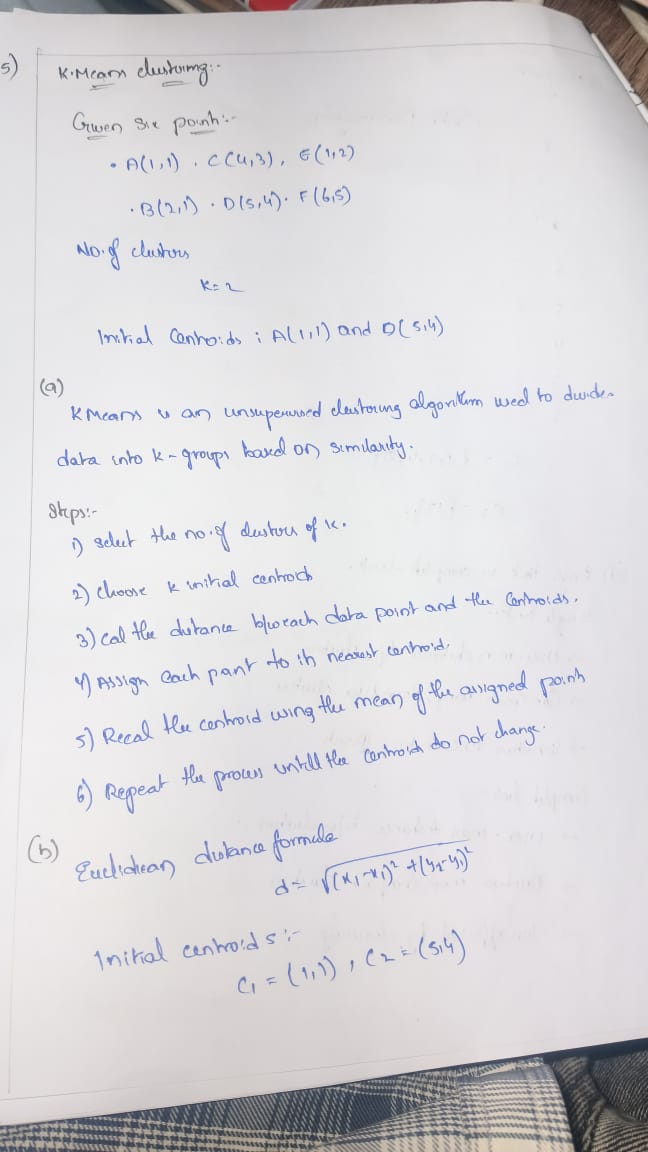 5)
K-Means clustering:-
Given Six points:-
• A(1,1) . C(4,3), E(1,2)
. B(2,1) . D(5,4). F(6,5)
No. of clusters
K=2
Initial Centroids : A(1,1) and D(5,4)
(a)
K Means is an unsupervised clustering algorithm used to divide
data into k-groups based on similarity.
Steps:-
1) select the no. of clusters of K.
2) choose K initial centroids
3) cal the distance b/w each data point and the Centroids.
4) Assign each point to its nearest centroid.
5) Recal the centroid using the mean of the assigned points
6) Repeat the process untill the centroids do not change.
(b)
Euclidean distance formula
d = √(x₁-x₁)² + (y₂-y₁)²
Initial centroids :-
C₁ = (1,1) , C₂ = (5,4)